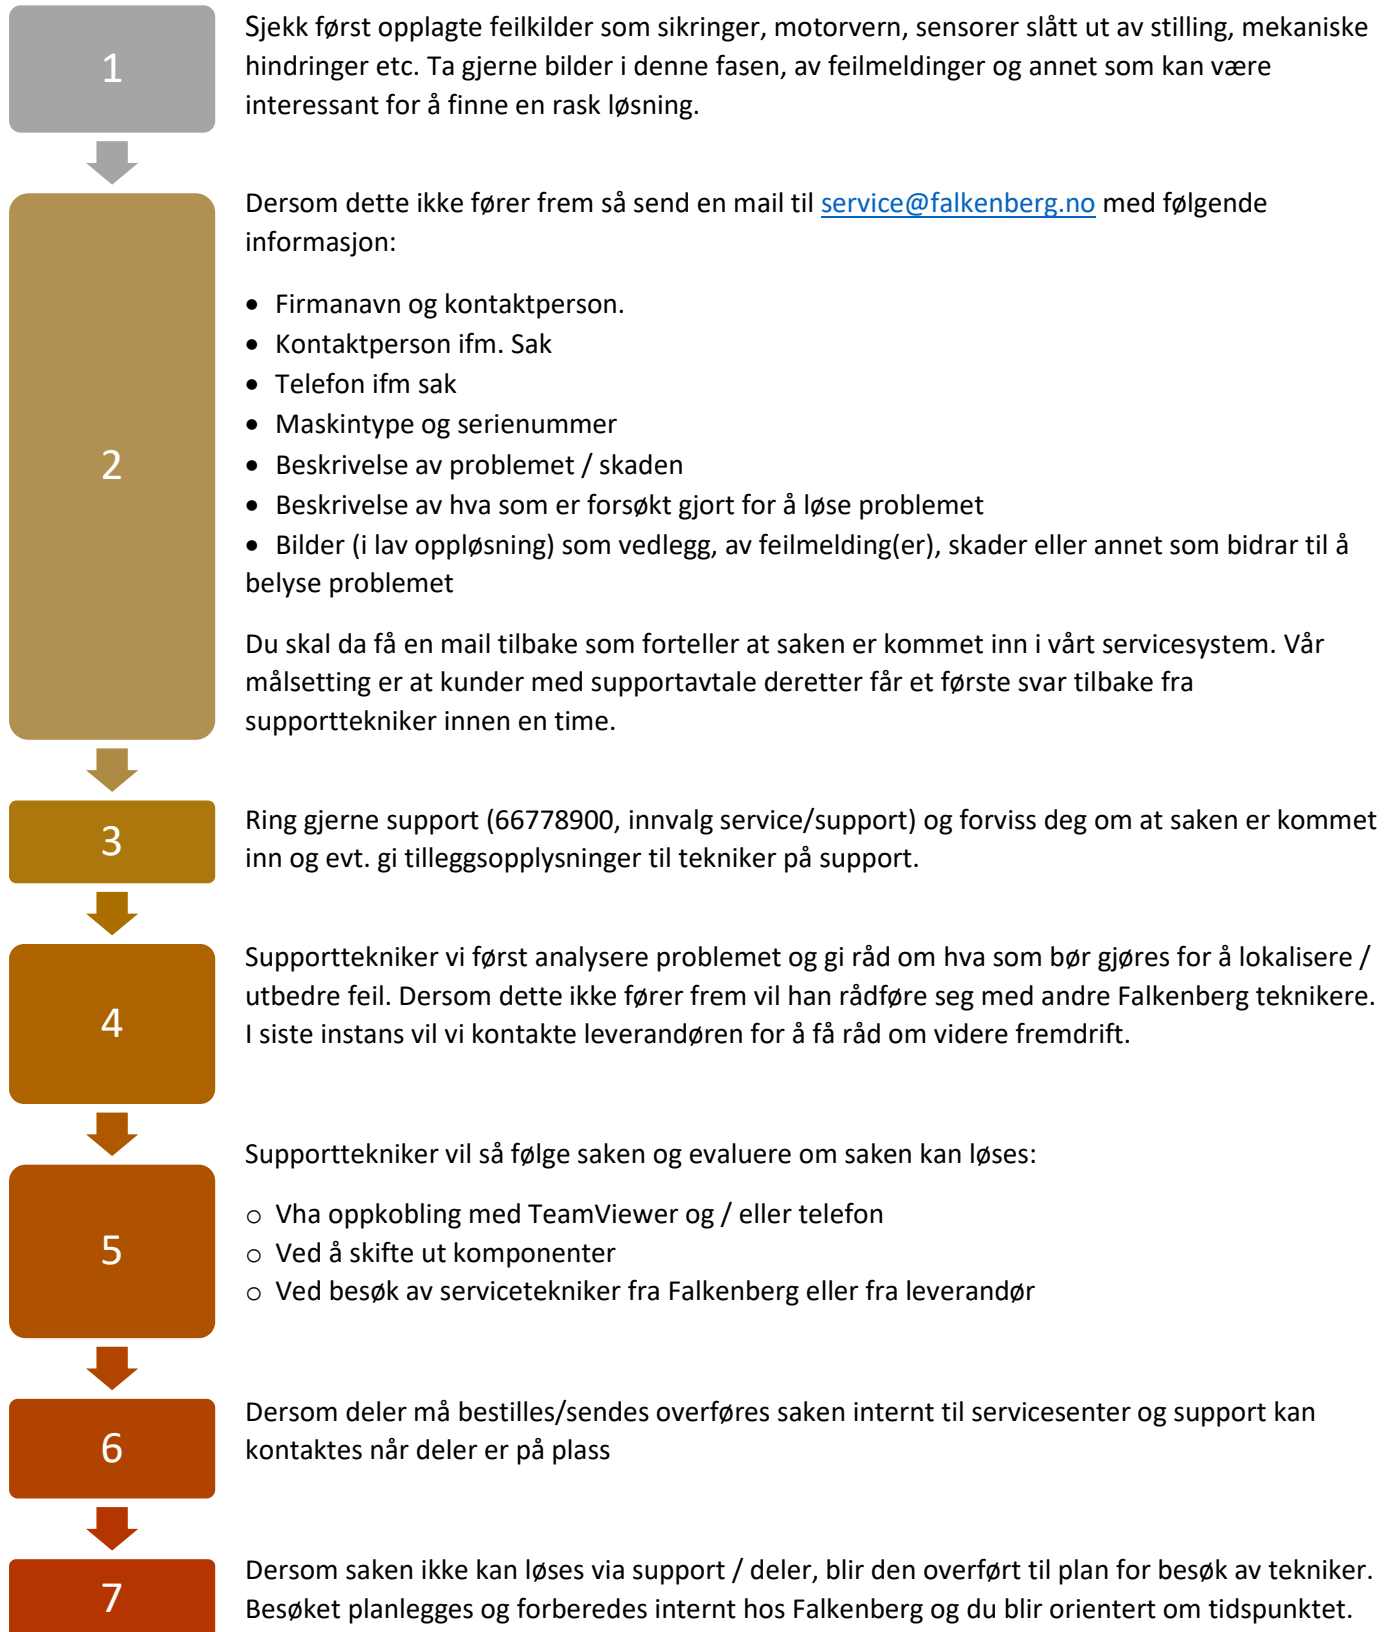 1
Sjekk først opplagte feilkilder som sikringer, motorvern, sensorer slått ut av stilling, mekaniske
hindringer etc. Ta gjerne bilder i denne fasen, av feilmeldinger og annet som kan være
interessant for å finne en rask løsning.
2
Dersom dette ikke fører frem så send en mail til service@falkenberg.no med følgende
informasjon:
• Firmanavn og kontaktperson.
• Kontaktperson ifm. Sak
• Telefon ifm sak
• Maskintype og serienummer
• Beskrivelse av problemet / skaden
• Beskrivelse av hva som er forsøkt gjort for å løse problemet
• Bilder (i lav oppløsning) som vedlegg, av feilmelding(er), skader eller annet som bidrar til å
belyse problemet
Du skal da få en mail tilbake som forteller at saken er kommet inn i vårt servicesystem. Vår
målsetting er at kunder med supportavtale deretter får et første svar tilbake fra
supporttekniker innen en time.
3
Ring gjerne support (66778900, innvalg service/support) og forviss deg om at saken er kommet
inn og evt. gi tilleggsopplysninger til tekniker på support.
4
Supporttekniker vi først analysere problemet og gi råd om hva som bør gjøres for å lokalisere /
utbedre feil. Dersom dette ikke fører frem vil han rådføre seg med andre Falkenberg teknikere.
I siste instans vil vi kontakte leverandøren for å få råd om videre fremdrift.
5
Supporttekniker vil så følge saken og evaluere om saken kan løses:
o Vha oppkobling med TeamViewer og / eller telefon
o Ved å skifte ut komponenter
o Ved besøk av servicetekniker fra Falkenberg eller fra leverandør
6
Dersom deler må bestilles/sendes overføres saken internt til servicesenter og support kan
kontaktes når deler er på plass
7
Dersom saken ikke kan løses via support / deler, blir den overført til plan for besøk av tekniker.
Besøket planlegges og forberedes internt hos Falkenberg og du blir orientert om tidspunktet.